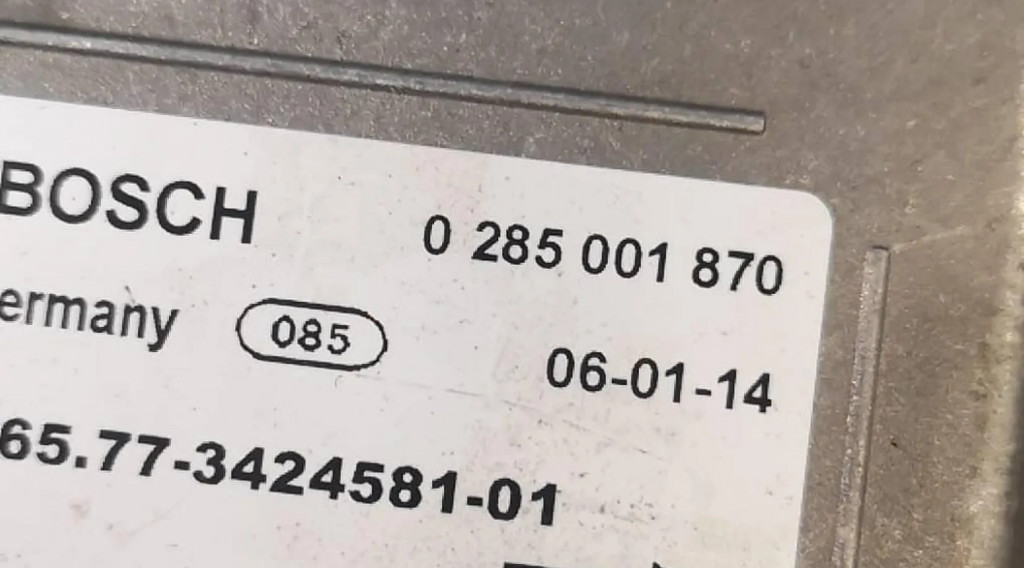 BOSCH 0 285 001 870
ermany 085 06-01-14
65.77-3424581-01